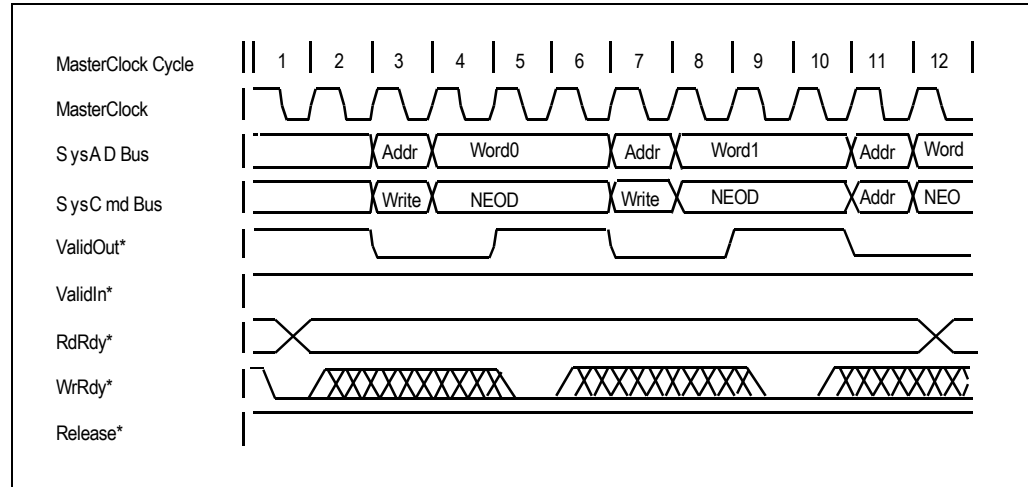 MasterClock Cycle 1 2 3 4 5 6 7 8 9 10 11 12
MasterClock
SysAD Bus Addr Word0 Addr Word1 Addr Word
SysCmd Bus Write NEOD Write NEOD Addr NEO
ValidOut*
ValidIn*
RdRdy*
WrRdy*
Release*